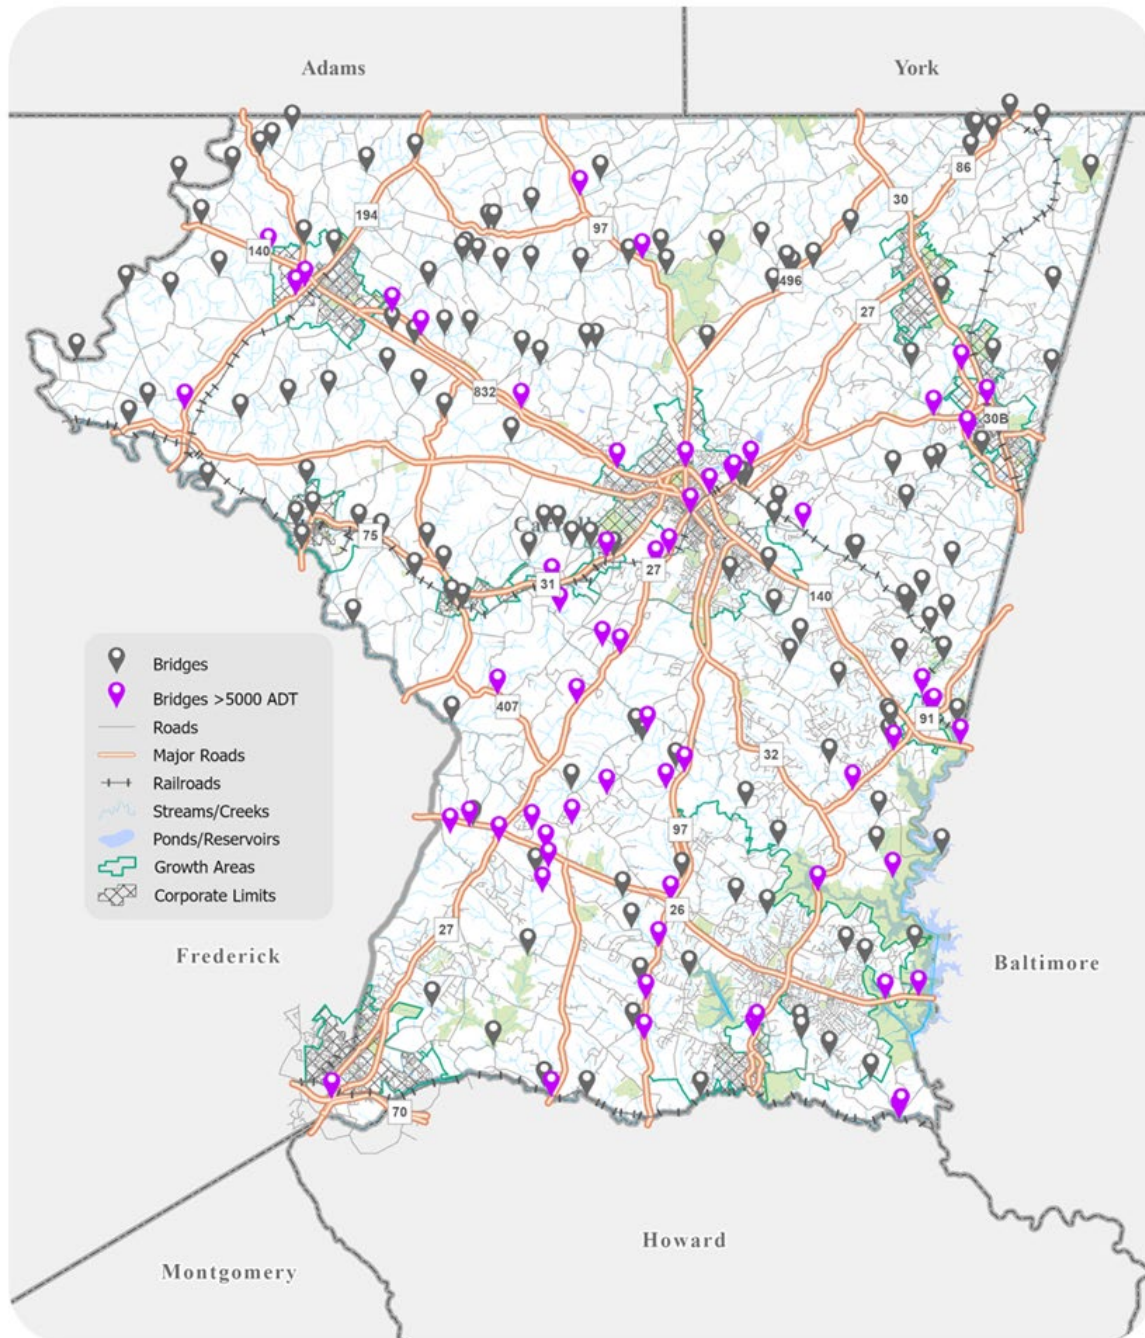 Adams
York
86
30
194
97
140
496
27
832
30B
Carroll
75
27
31
140
407
91
32
97
26
27
70
Bridges
Bridges >5000 ADT
Roads
Major Roads
Railroads
Streams/Creeks
Ponds/Reservoirs
Growth Areas
Corporate Limits
Frederick
Baltimore
Howard
Montgomery